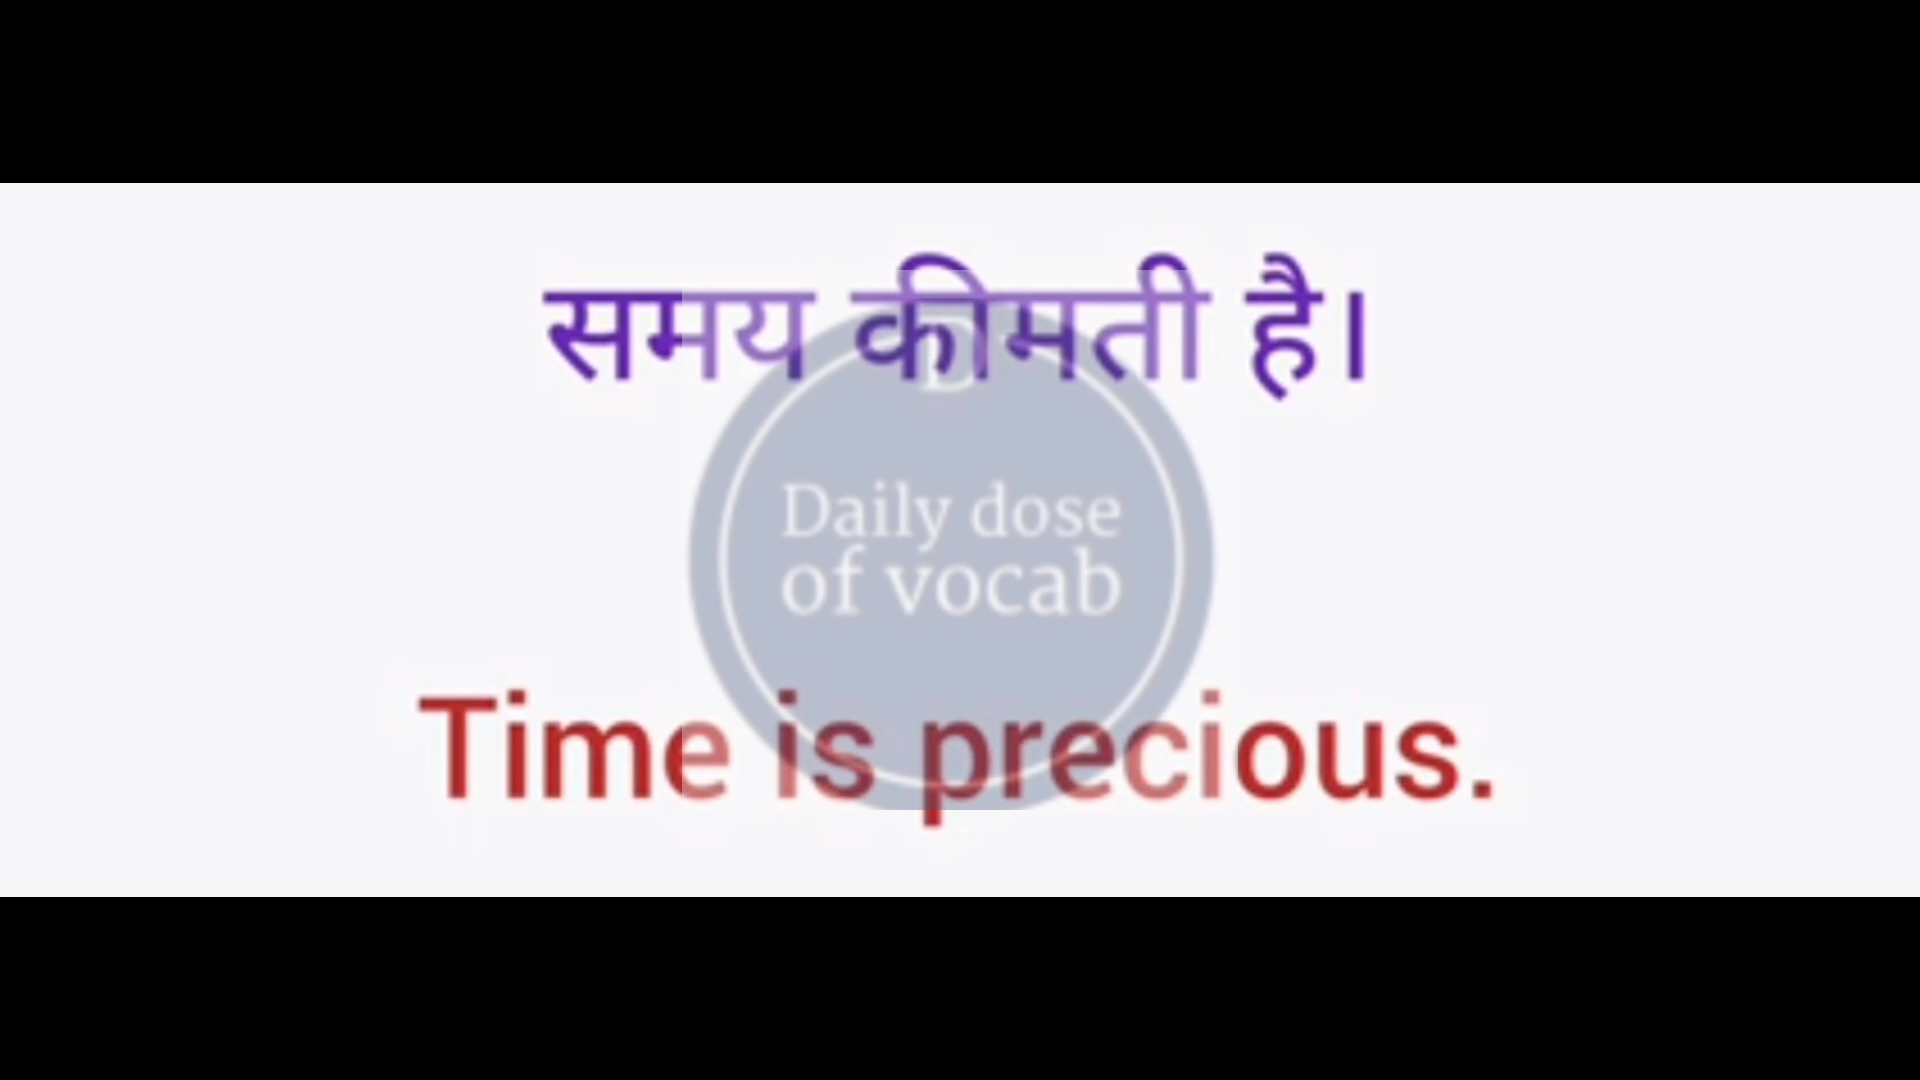 समय कीमती है।
Daily dose
of vocab
Time is precious.